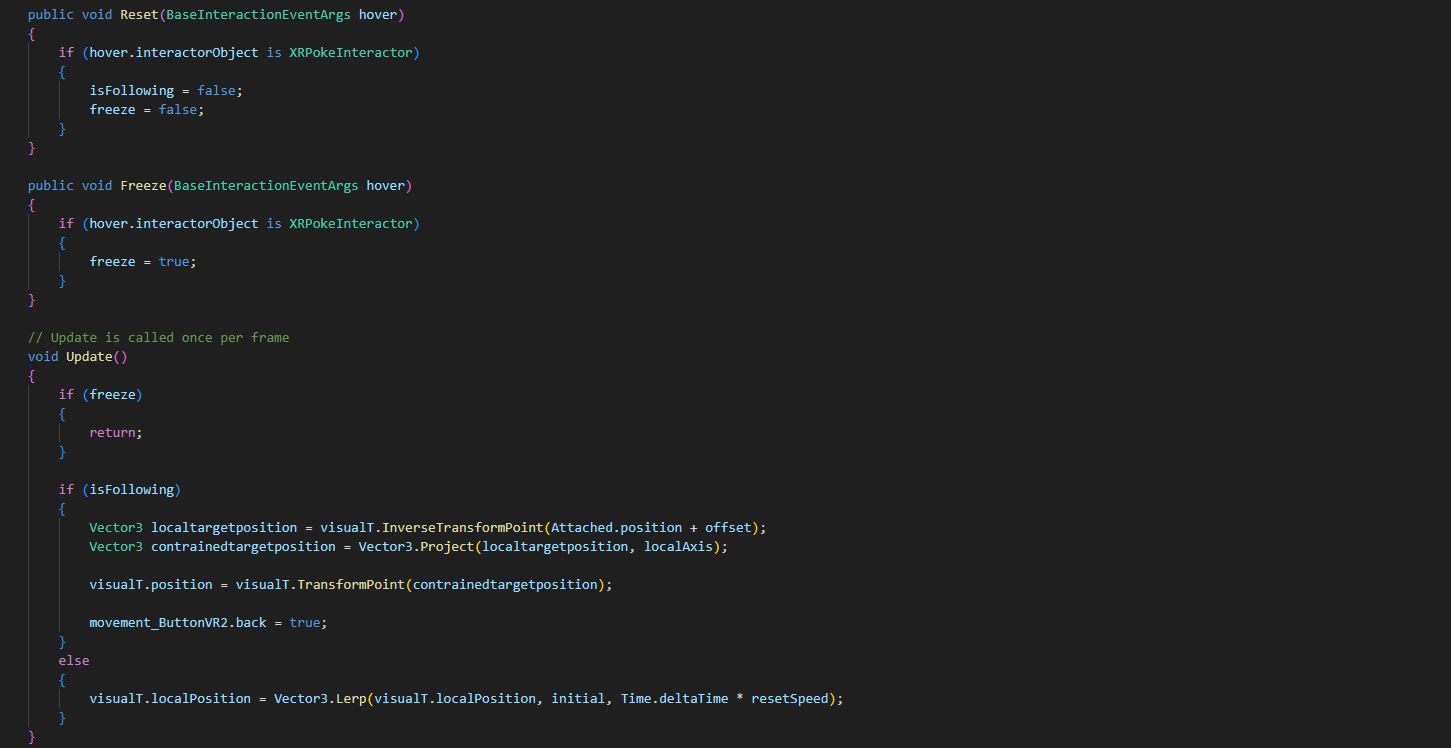 public void Reset(BaseInteractionEventArgs hover)
{
    if (hover.interactorObject is XRPokeInteractor)
    {
        isFollowing = false;
        freeze = false;
    }
}

public void Freeze(BaseInteractionEventArgs hover)
{
    if (hover.interactorObject is XRPokeInteractor)
    {
        freeze = true;
    }
}

// Update is called once per frame
void Update()
{
    if (freeze)
    {
        return;
    }

    if (isFollowing)
    {
        Vector3 localtargetposition = visualT.InverseTransformPoint(Attached.position + offset);
        Vector3 contrainedtargetposition = Vector3.Project(localtargetposition, localAxis);

        visualT.position = visualT.TransformPoint(contrainedtargetposition);

        movement_ButtonVR2.back = true;
    }
    else
    {
        visualT.localPosition = Vector3.Lerp(visualT.localPosition, initial, Time.deltaTime * resetSpeed);
    }
}